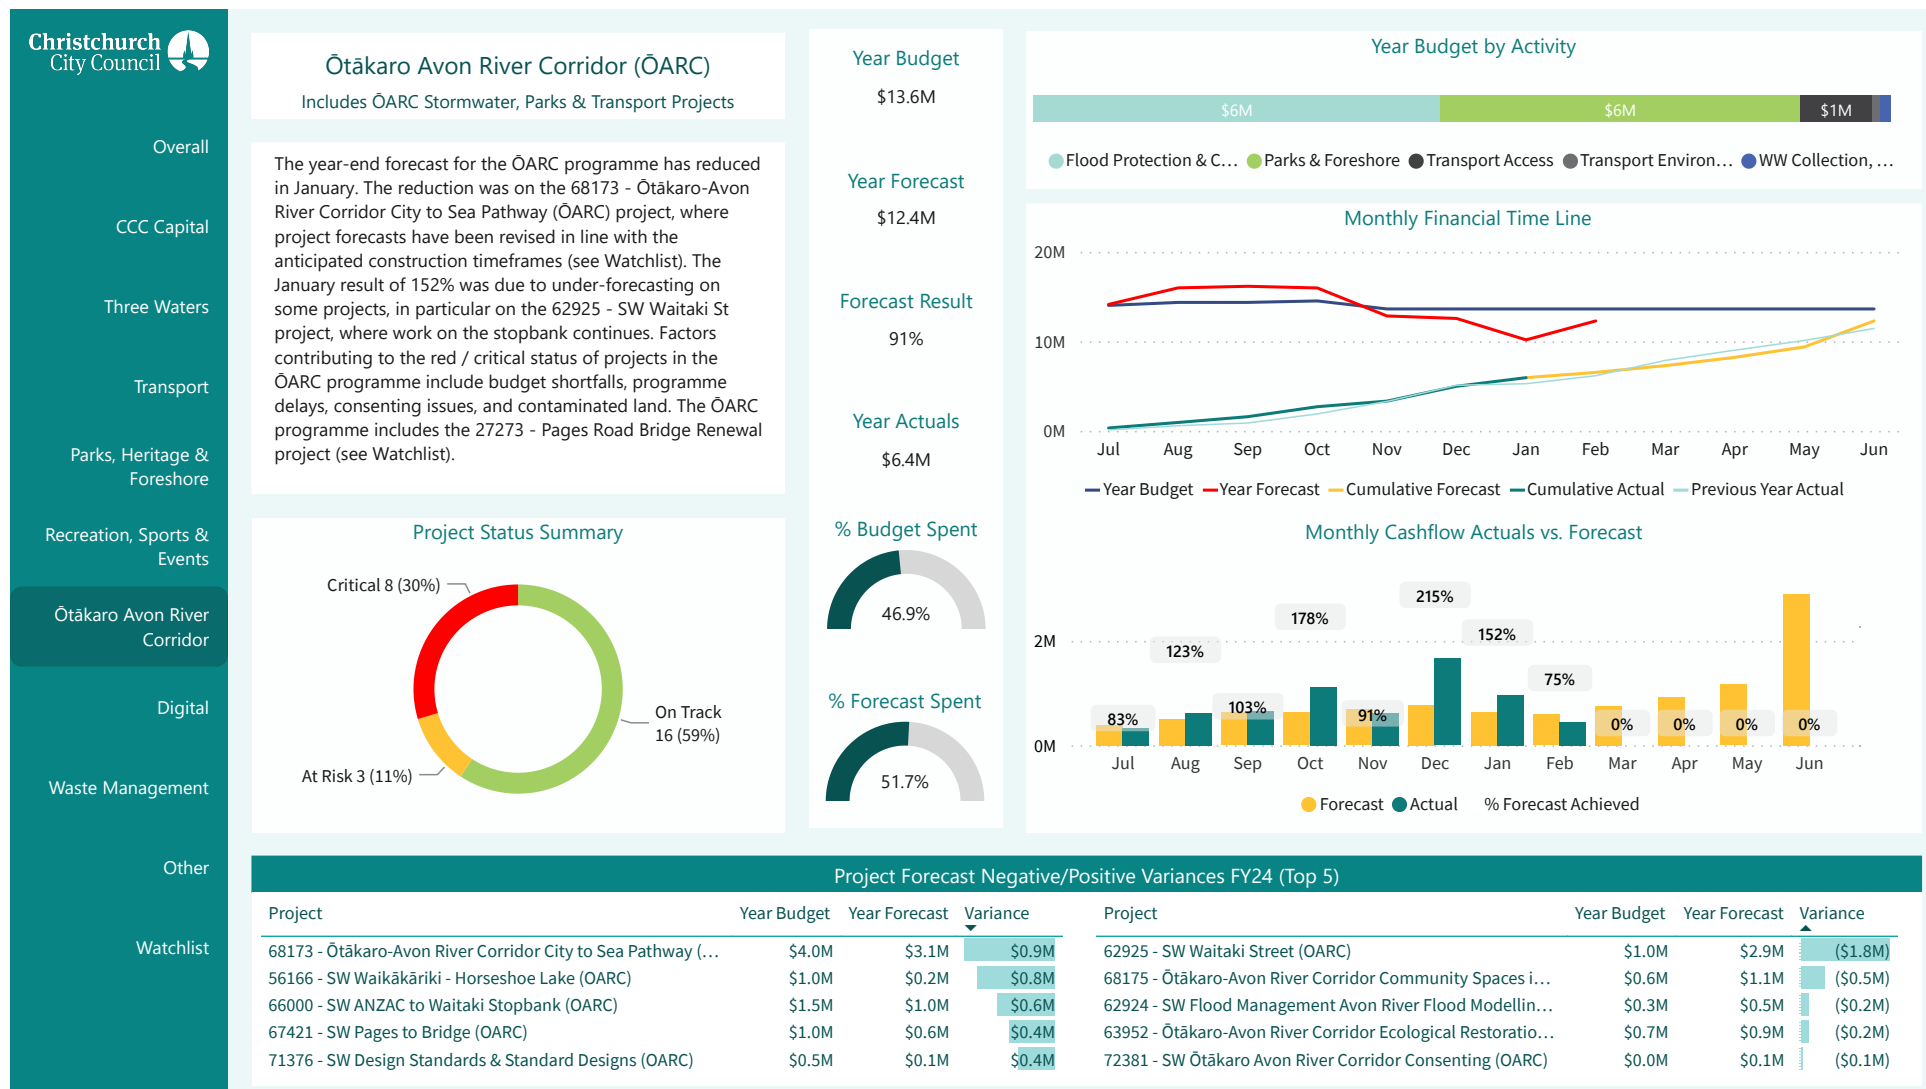 Christchurch
City Council
Overall
CCC Capital
Three Waters
Transport
Parks, Heritage &
Foreshore
Recreation, Sports &
Events
Ōtākaro Avon River
Corridor
Digital
Waste Management
Other
Watchlist
Ōtākaro Avon River Corridor (ŌARC)
Includes ŌARC Stormwater, Parks & Transport Projects
The year-end forecast for the ŌARC programme has reduced
in January. The reduction was on the 68173 - Ōtākaro-Avon
River Corridor City to Sea Pathway (ŌARC) project, where
project forecasts have been revised in line with the
anticipated construction timeframes (see Watchlist). The
January result of 152% was due to under-forecasting on
some projects, in particular on the 62925 - SW Waitaki St
project, where work on the stopbank continues. Factors
contributing to the red / critical status of projects in the
ŌARC programme include budget shortfalls, programme
delays, consenting issues, and contaminated land. The ŌARC
programme includes the 27273 - Pages Road Bridge Renewal
project (see Watchlist).
Project Status Summary
Critical 8 (30%)
On Track
16 (59%)
At Risk 3 (11%)
Year Budget
$13.6M
Year Forecast
$12.4M
Forecast Result
91%
Year Actuals
$6.4M
% Budget Spent
46.9%
% Forecast Spent
51.7%
Year Budget by Activity
$6M $6M $1M
Flood Protection & C… Parks & Foreshore Transport Access Transport Environ… WW Collection, …
Monthly Financial Time Line
20M
10M
0M
Jul Aug Sep Oct Nov Dec Jan Feb Mar Apr May Jun
Year Budget Year Forecast Cumulative Forecast Cumulative Actual Previous Year Actual
Monthly Cashflow Actuals vs. Forecast
2M
0M
83% 123% 103% 178% 91% 215% 152% 75% 0% 0% 0% 0%
Jul Aug Sep Oct Nov Dec Jan Feb Mar Apr May Jun
Forecast Actual % Forecast Achieved
Project Forecast Negative/Positive Variances FY24 (Top 5)
Project Year Budget Year Forecast Variance
68173 - Ōtākaro-Avon River Corridor City to Sea Pathway (… $4.0M $3.1M $0.9M
56166 - SW Waikākāriki - Horseshoe Lake (OARC) $1.0M $0.2M $0.8M
66000 - SW ANZAC to Waitaki Stopbank (OARC) $1.5M $1.0M $0.6M
67421 - SW Pages to Bridge (OARC) $1.0M $0.6M $0.4M
71376 - SW Design Standards & Standard Designs (OARC) $0.5M $0.1M $0.4M
Project Year Budget Year Forecast Variance
62925 - SW Waitaki Street (OARC) $1.0M $2.9M ($1.8M)
68175 - Ōtākaro-Avon River Corridor Community Spaces i… $0.6M $1.1M ($0.5M)
62924 - SW Flood Management Avon River Flood Modellin… $0.3M $0.5M ($0.2M)
63952 - Ōtākaro-Avon River Corridor Ecological Restoratio… $0.7M $0.9M ($0.2M)
72381 - SW Ōtākaro Avon River Corridor Consenting (OARC) $0.0M $0.1M ($0.1M)